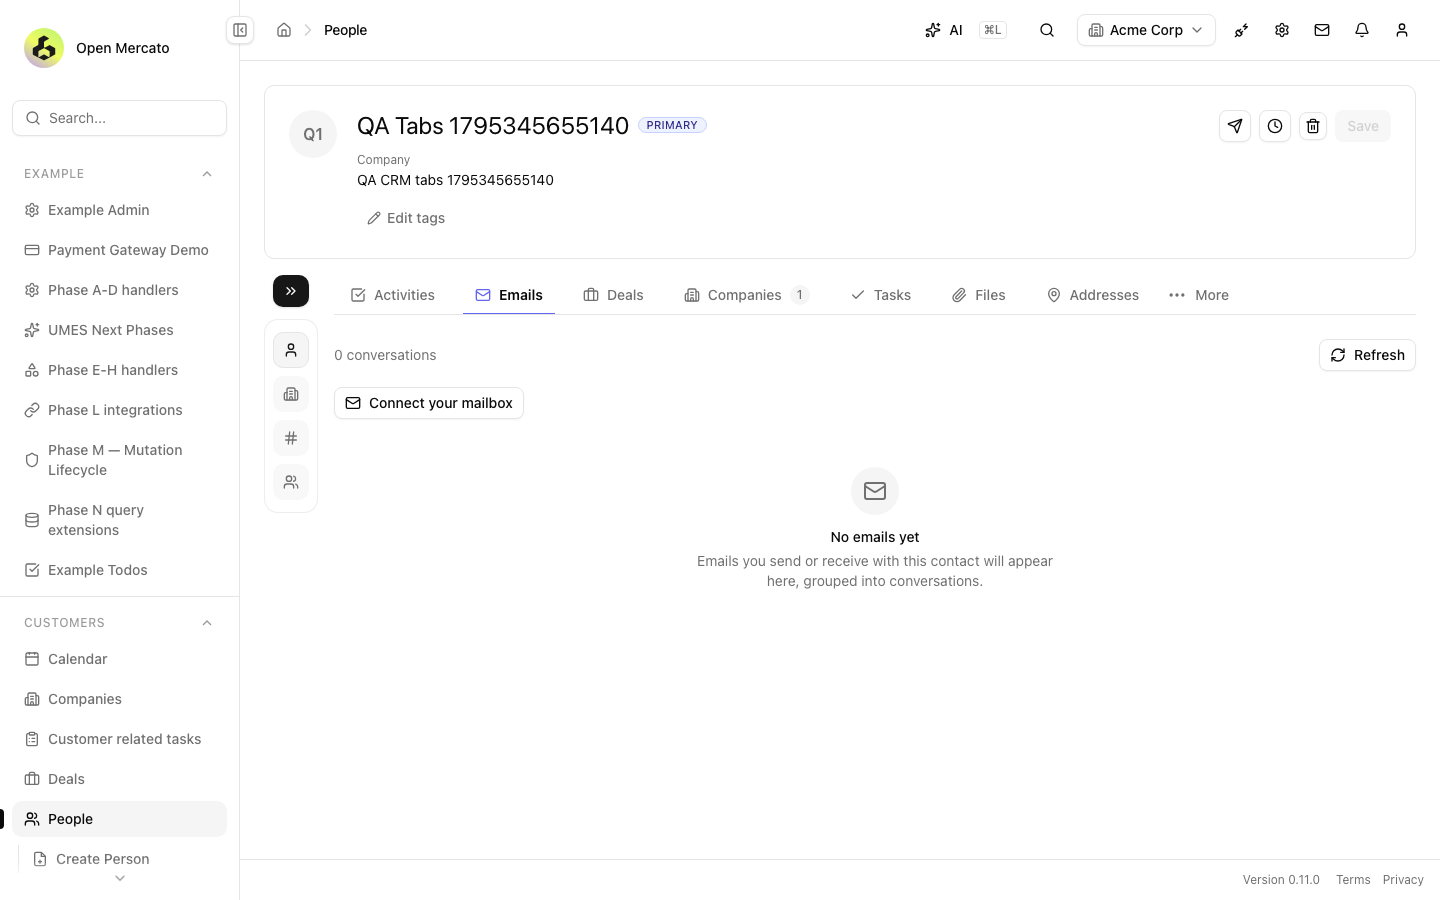 Open Mercato
People
AI
⌘L
Acme Corp
Search...
EXAMPLE
Example Admin
Payment Gateway Demo
Phase A-D handlers
UMES Next Phases
Phase E-H handlers
Phase L integrations
Phase M — Mutation
Lifecycle
Phase N query
extensions
Example Todos
CUSTOMERS
Calendar
Companies
Customer related tasks
Deals
People
Create Person
Q1
QA Tabs 1795345655140
PRIMARY
Save
Company
QA CRM tabs 1795345655140
Edit tags
Activities
Emails
Deals
Companies 1
Tasks
Files
Addresses
More
0 conversations
Refresh
Connect your mailbox
No emails yet
Emails you send or receive with this contact will appear
here, grouped into conversations.
Version 0.11.0
Terms
Privacy